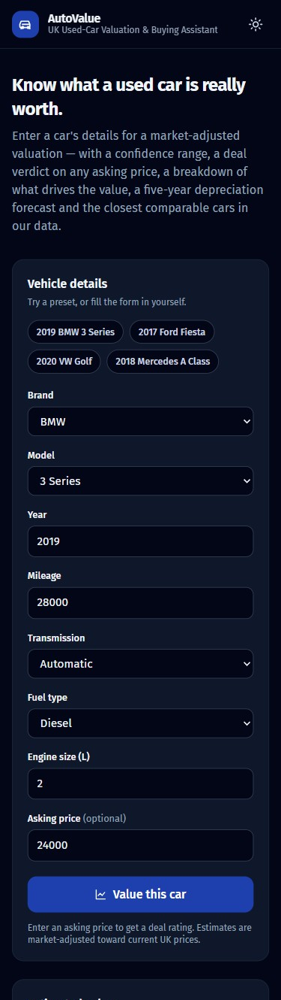 AutoValue
UK Used-Car Valuation & Buying Assistant
Know what a used car is really
worth.
Enter a car's details for a market-adjusted
valuation — with a confidence range, a deal
verdict on any asking price, a breakdown of
what drives the value, a five-year depreciation
forecast and the closest comparable cars in
our data.
Vehicle details
Try a preset, or fill the form in yourself.
2019 BMW 3 Series
2017 Ford Fiesta
2020 VW Golf
2018 Mercedes A Class
Brand
BMW
Model
3 Series
Year
2019
Mileage
28000
Transmission
Automatic
Fuel type
Diesel
Engine size (L)
2
Asking price (optional)
24000
Value this car
Enter an asking price to get a deal rating. Estimates are
market-adjusted toward current UK prices.